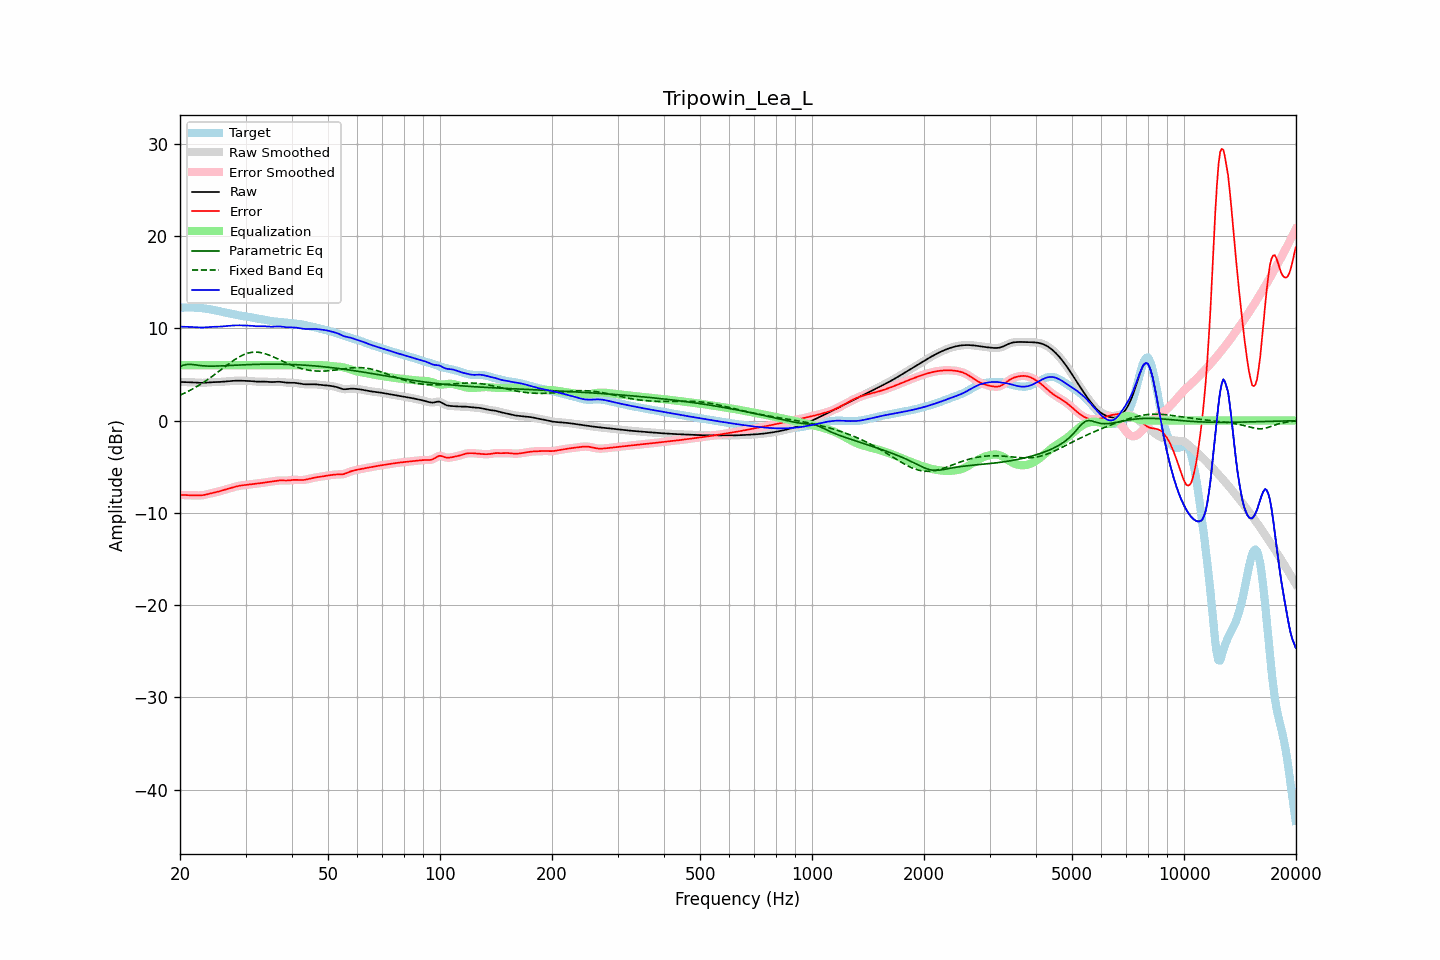 Tripowin_Lea_L
Target
Raw Smoothed
Error Smoothed
Raw
Error
Equalization
Parametric Eq
Fixed Band Eq
Equalized
30
20
10
0
−10
−20
−30
−40
Amplitude (dBr)
20 50 100 200 500 1000 2000 5000 10000 20000
Frequency (Hz)